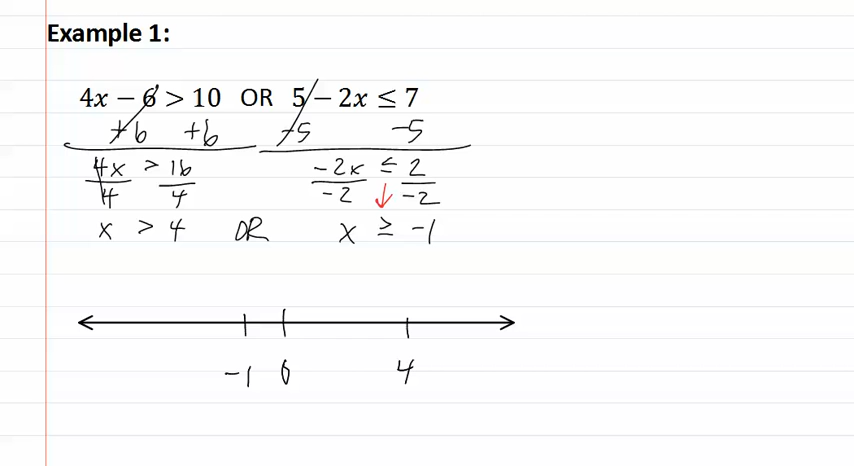 Example 1:
4x − 6 > 10 OR 5 − 2x ≤ 7
+6 +6 −5 −5
4x > 16 −2x ≤ 2
4 4 −2 −2
x > 4 OR x ≥ −1
−1 0 4